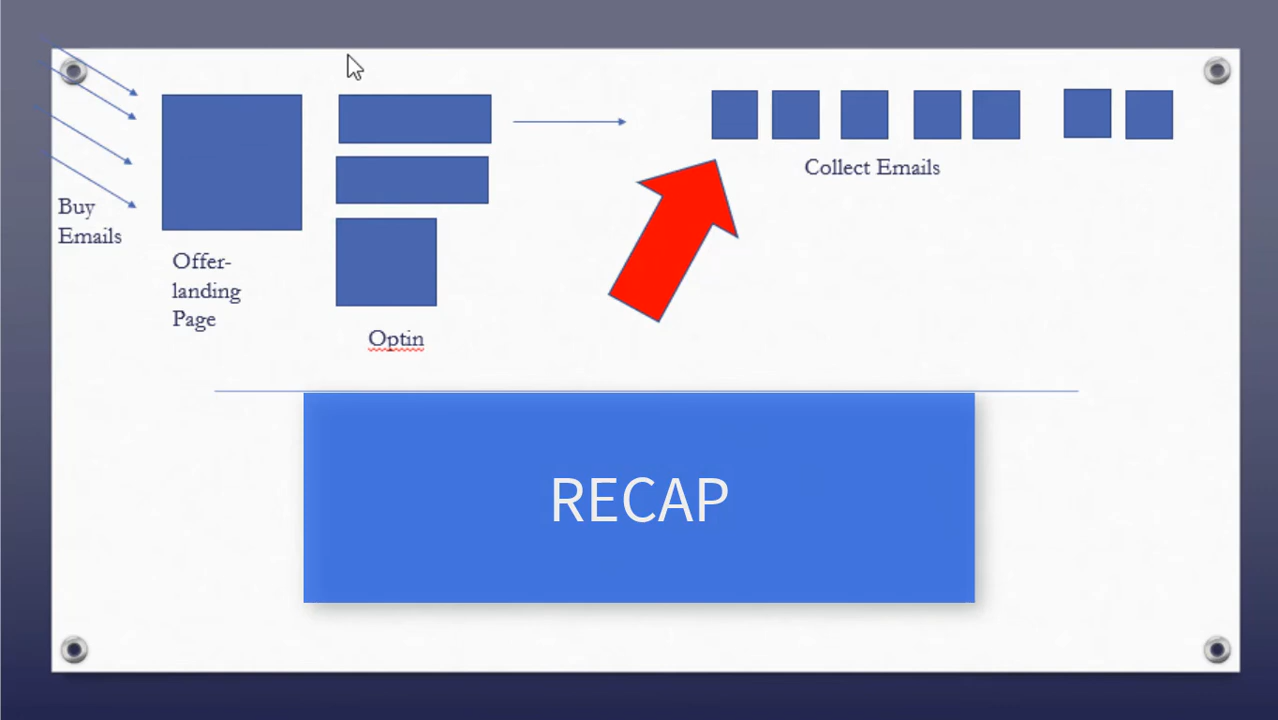 Collect Emails
Buy
Emails
Offer-
landing
Page
Optin
RECAP